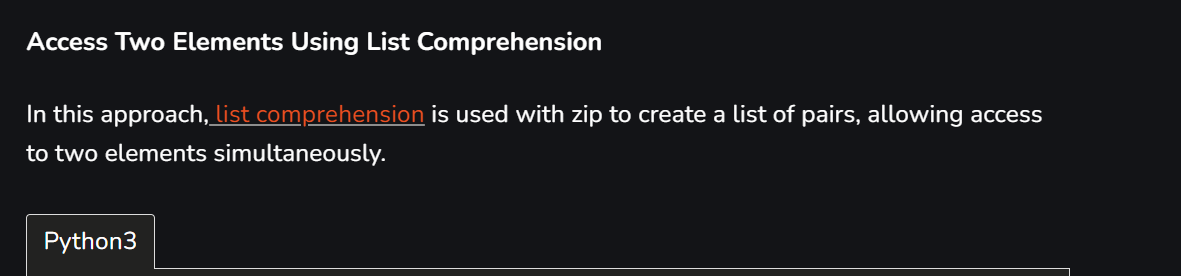 Access Two Elements Using List Comprehension
In this approach, list comprehension is used with zip to create a list of pairs, allowing access
to two elements simultaneously.
Python3